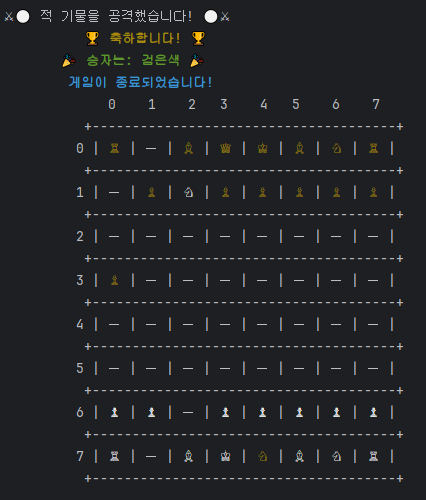 ⚔⚪ 적 기물을 공격했습니다! ⚪⚔
🏆 축하합니다! 🏆
🎉 승자는: 검은색 🎉
게임이 종료되었습니다!
0 1 2 3 4 5 6 7
+---------------------------------+
0 | ♖ | — | ♗ | ♕ | ♔ | ♗ | ♘ | ♖ |
+---------------------------------+
1 | — | ♙ | ♘ | ♙ | ♙ | ♙ | ♙ | ♙ |
+---------------------------------+
2 | — | — | — | — | — | — | — | — |
+---------------------------------+
3 | ♙ | — | — | — | — | — | — | — |
+---------------------------------+
4 | — | — | — | — | — | — | — | — |
+---------------------------------+
5 | — | — | — | — | — | — | — | — |
+---------------------------------+
6 | ♟ | ♟ | — | ♟ | ♟ | ♟ | ♟ | ♟ |
+---------------------------------+
7 | ♖ | — | ♗ | ♔ | ♘ | ♗ | ♘ | ♖ |
+---------------------------------+